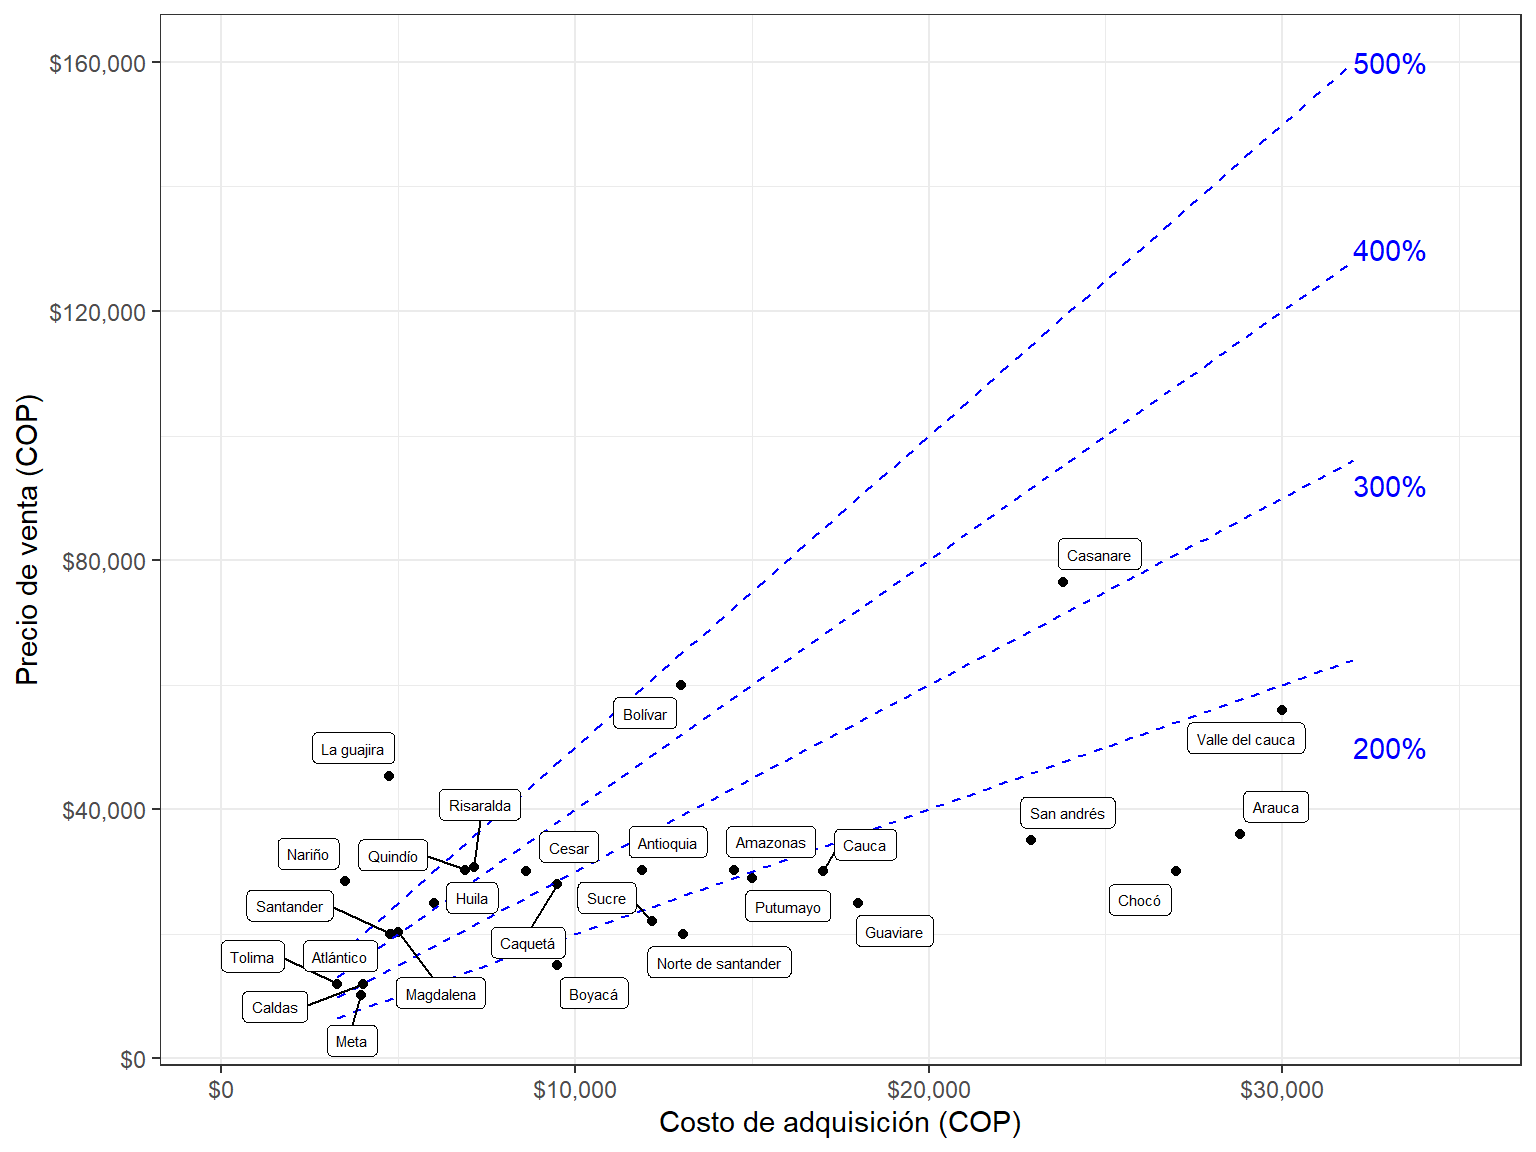 $160,000
500%
400%
$120,000
300%
Casanare
$80,000
Precio de venta (COP)
Bolívar
Valle del cauca
200%
La guajira
Risaralda
Arauca
San andrés
$40,000
Nariño
Quindío
Cesar
Antioquia
Amazonas
Cauca
Santander
Huila
Sucre
Putumayo
Chocó
Guaviare
Tolima
Atlántico
Caquetá
Norte de santander
Caldas
Magdalena
Boyacá
Meta
$0
$0
$10,000
$20,000
$30,000
Costo de adquisición (COP)